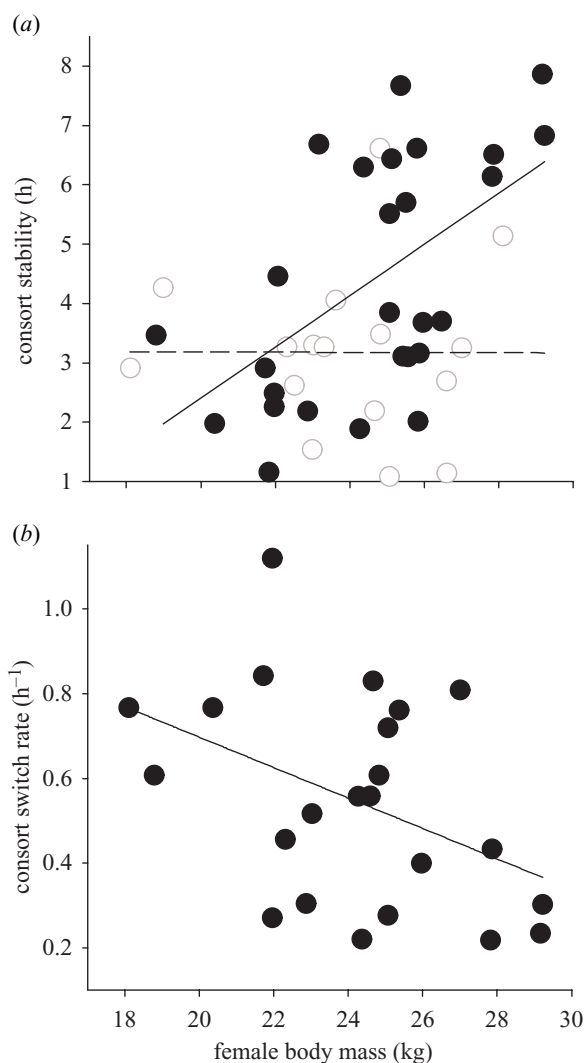 (a)
8
7
6
5
4
3
2
1
consort stability (h)
(b)
1.0
0.8
0.6
0.4
0.2
consort switch rate (h⁻¹)
18 20 22 24 26 28 30
female body mass (kg)